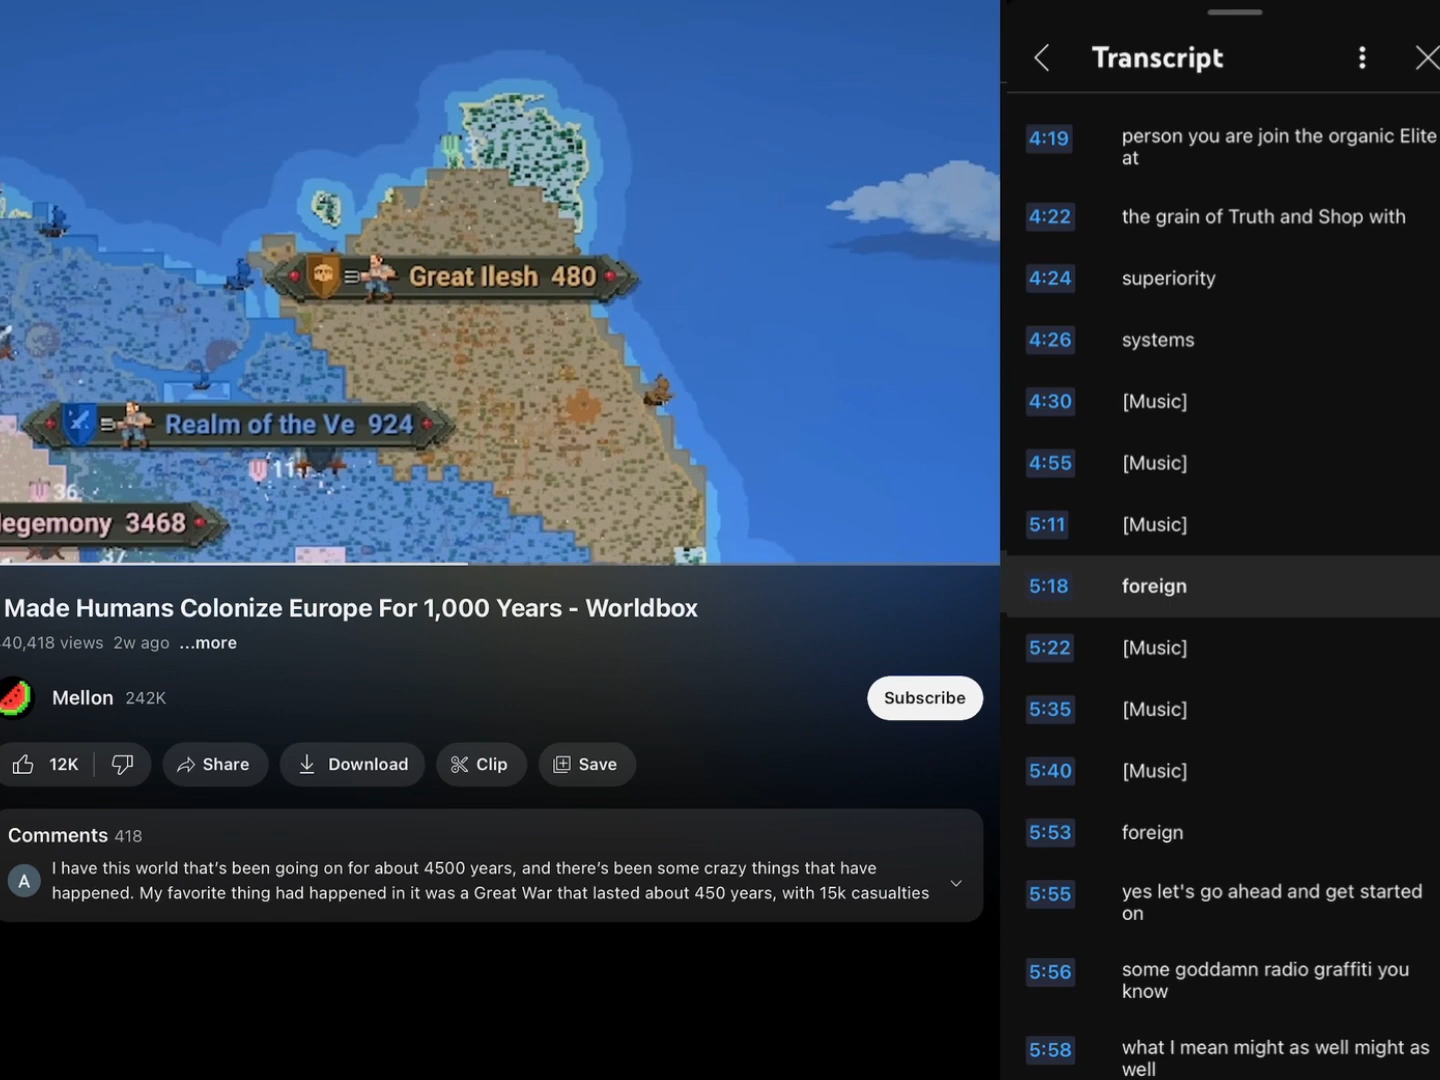 3
Great Ilesh 480
Realm of the Ve 924
11
36
egemony 3468
37
Made Humans Colonize Europe For 1,000 Years - Worldbox
40,418 views 2w ago ...more
Mellon 242K
Subscribe
12K
Share
Download
Clip
Save
Comments 418
A
I have this world that's been going on for about 4500 years, and there's been some crazy things that have
happened. My favorite thing had happened in it was a Great War that lasted about 450 years, with 15k casualties
Transcript
4:19 person you are join the organic Elite
at
4:22 the grain of Truth and Shop with
4:24 superiority
4:26 systems
4:30 [Music]
4:55 [Music]
5:11 [Music]
5:18 foreign
5:22 [Music]
5:35 [Music]
5:40 [Music]
5:53 foreign
5:55 yes let's go ahead and get started
on
5:56 some goddamn radio graffiti you
know
5:58 what I mean might as well might as
well